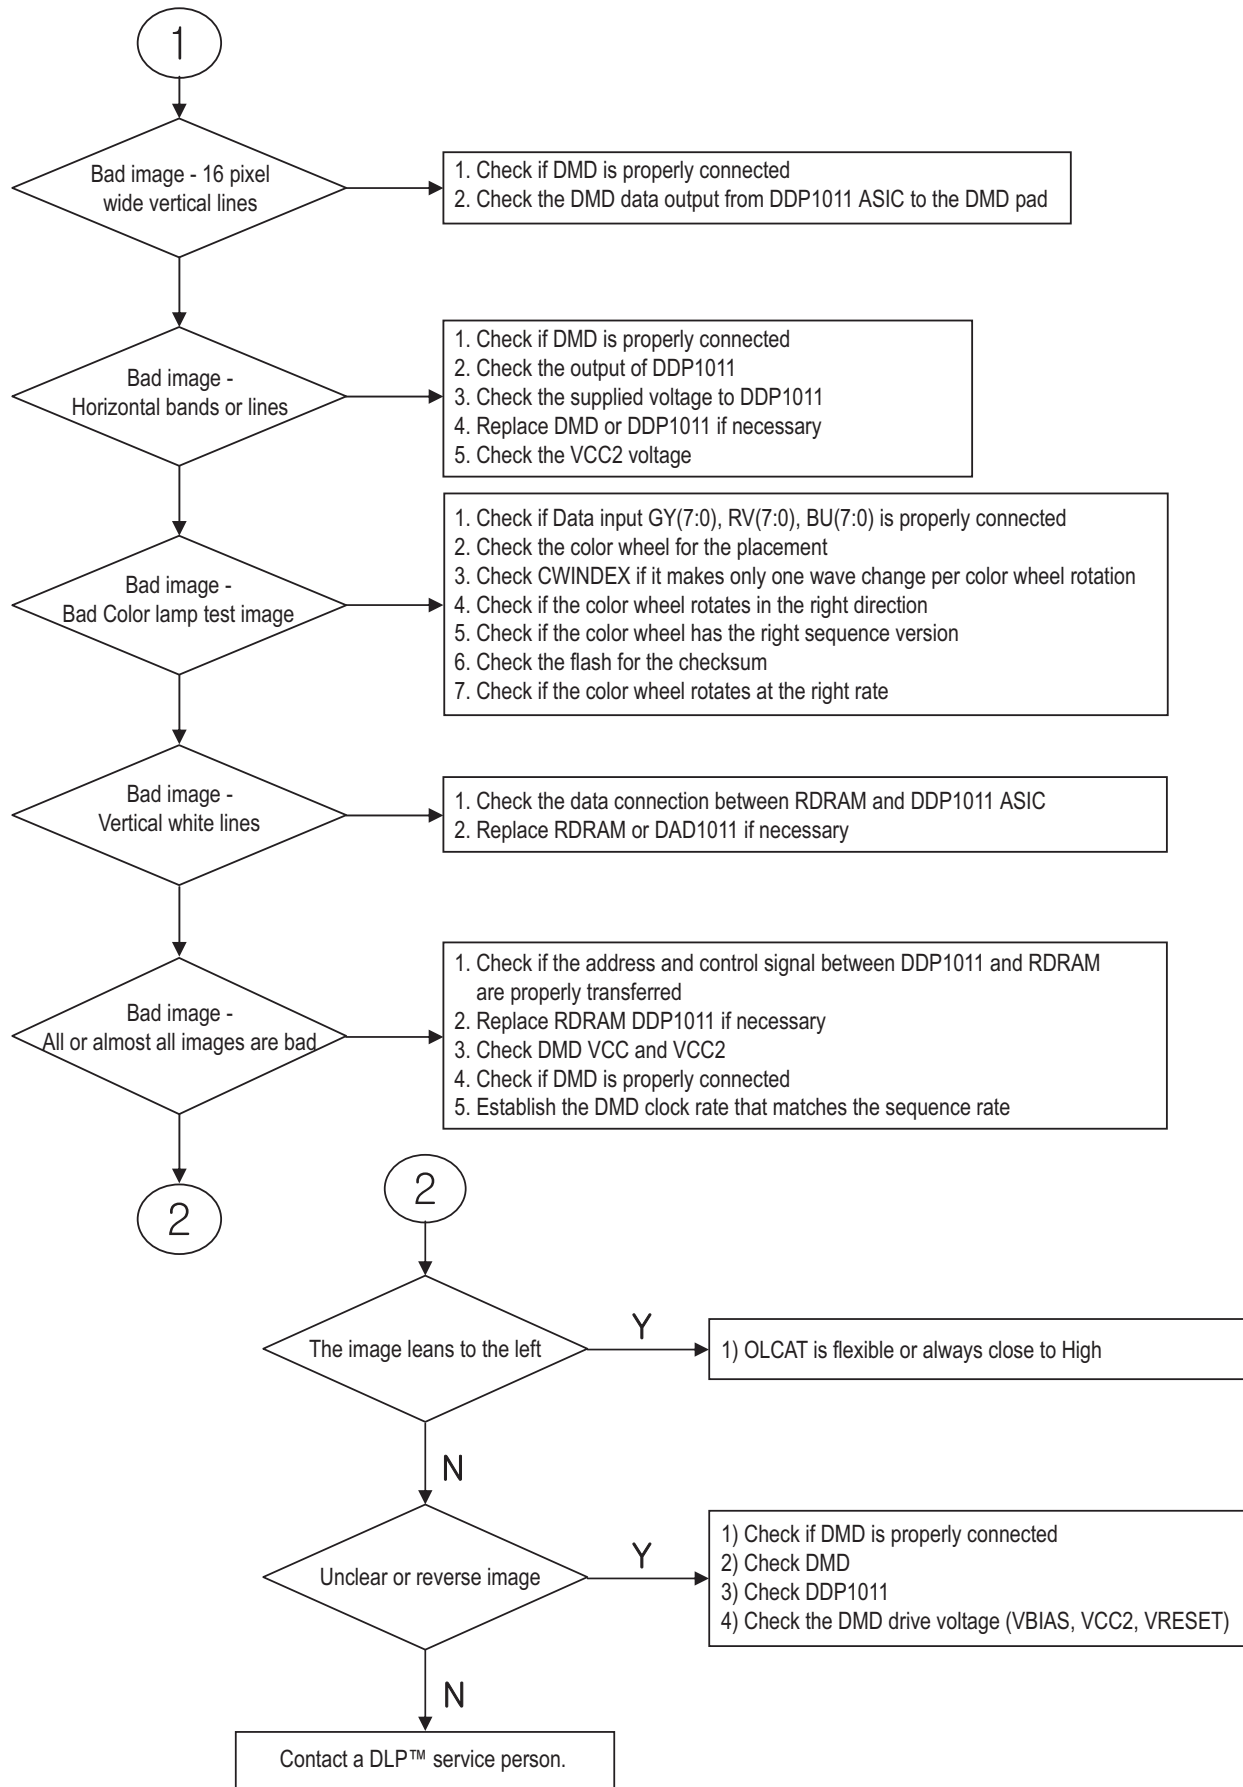 1
Bad image - 16 pixel
wide vertical lines
1. Check if DMD is properly connected
2. Check the DMD data output from DDP1011 ASIC to the DMD pad
Bad image -
Horizontal bands or lines
1. Check if DMD is properly connected
2. Check the output of DDP1011
3. Check the supplied voltage to DDP1011
4. Replace DMD or DDP1011 if necessary
5. Check the VCC2 voltage
Bad image -
Bad Color lamp test image
1. Check if Data input GY(7:0), RV(7:0), BU(7:0) is properly connected
2. Check the color wheel for the placement
3. Check CWINDEX if it makes only one wave change per color wheel rotation
4. Check if the color wheel rotates in the right direction
5. Check if the color wheel has the right sequence version
6. Check the flash for the checksum
7. Check if the color wheel rotates at the right rate
Bad image -
Vertical white lines
1. Check the data connection between RDRAM and DDP1011 ASIC
2. Replace RDRAM or DAD1011 if necessary
Bad image -
All or almost all images are bad
1. Check if the address and control signal between DDP1011 and RDRAM
are properly transferred
2. Replace RDRAM DDP1011 if necessary
3. Check DMD VCC and VCC2
4. Check if DMD is properly connected
5. Establish the DMD clock rate that matches the sequence rate
2
2
The image leans to the left
Y
1) OLCAT is flexible or always close to High
N
Unclear or reverse image
Y
1) Check if DMD is properly connected
2) Check DMD
3) Check DDP1011
4) Check the DMD drive voltage (VBIAS, VCC2, VRESET)
N
Contact a DLP™ service person.